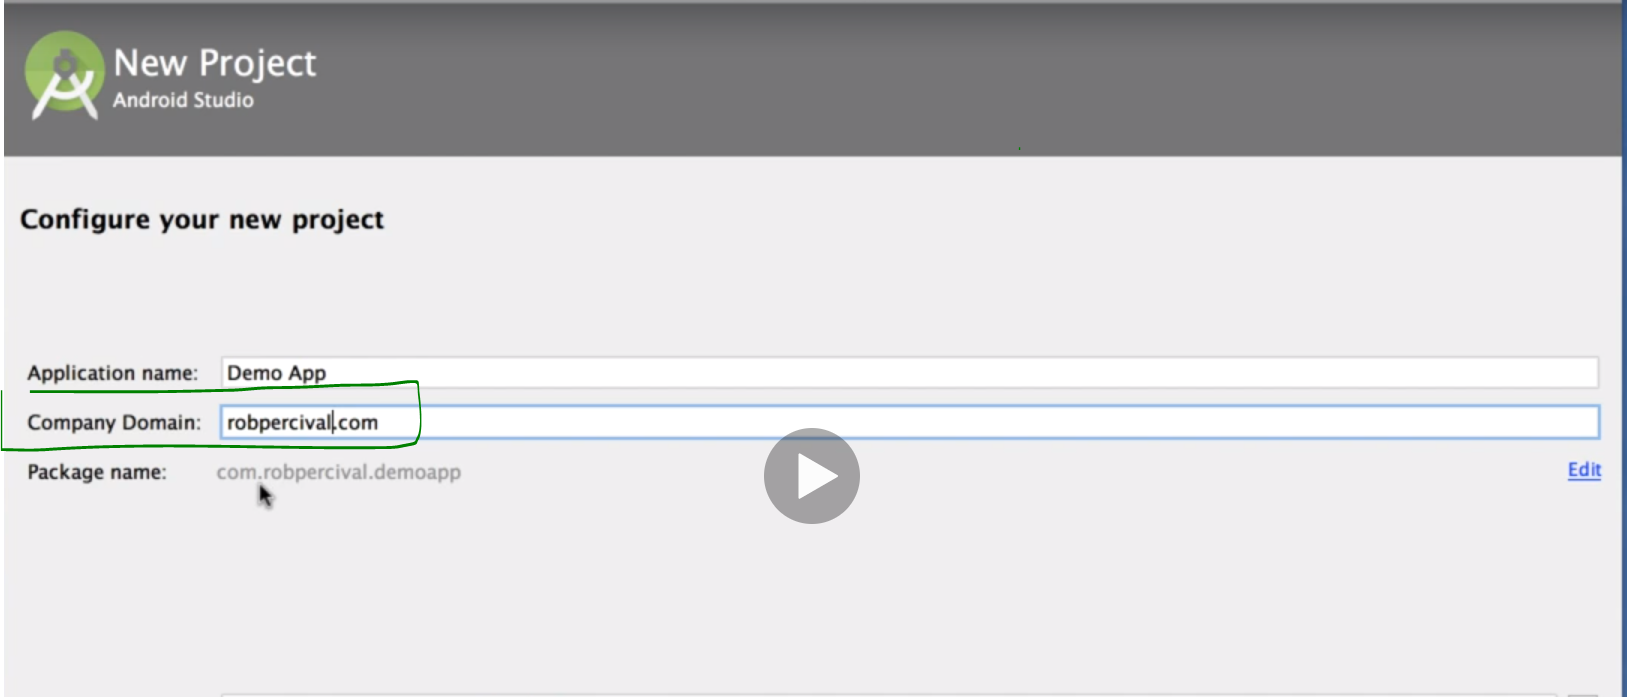 New Project
Android Studio
Configure your new project
Application name: Demo App
Company Domain: robpercival.com
Package name: com.robpercival.demoapp Edit